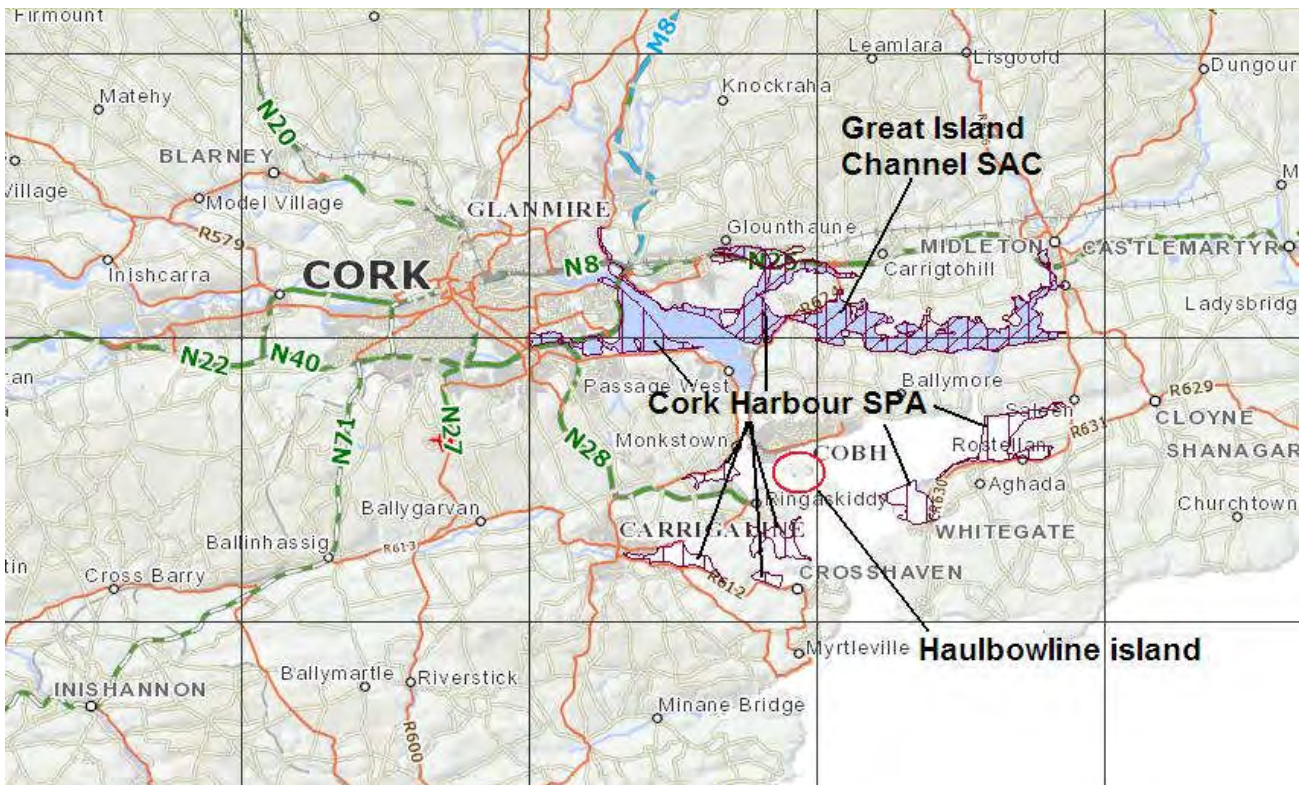 Firmount
M8
Leamlara
Lisgoold
Dungour
Knockraha
Matehy
N20
Great Island
Channel SAC
BLARNEY
Village
Model Village
GLANMIRE
R579
Glounthaune
MIDLETON
CASTLEMARTYR
Inishcarra
CORK
N8
N25
Carrigtohill
R624
Ladysbridg
N22
N40
Passage West
Ballymore
R629
Cork Harbour SPA
Saleen
CLOYNE
N71
N27
N28
Monkstown
COBH
Rostellan
R631
SHANAGAR
Ringaskiddy
Aghada
R630
Churchtown
Ballygarvan
CARRIGALINE
WHITEGATE
Ballinhassig
R613
Cross Barry
R612
CROSSHAVEN
Myrtleville
Haulbowline island
Ballymartle
Riverstick
INISHANNON
Minane Bridge
R600